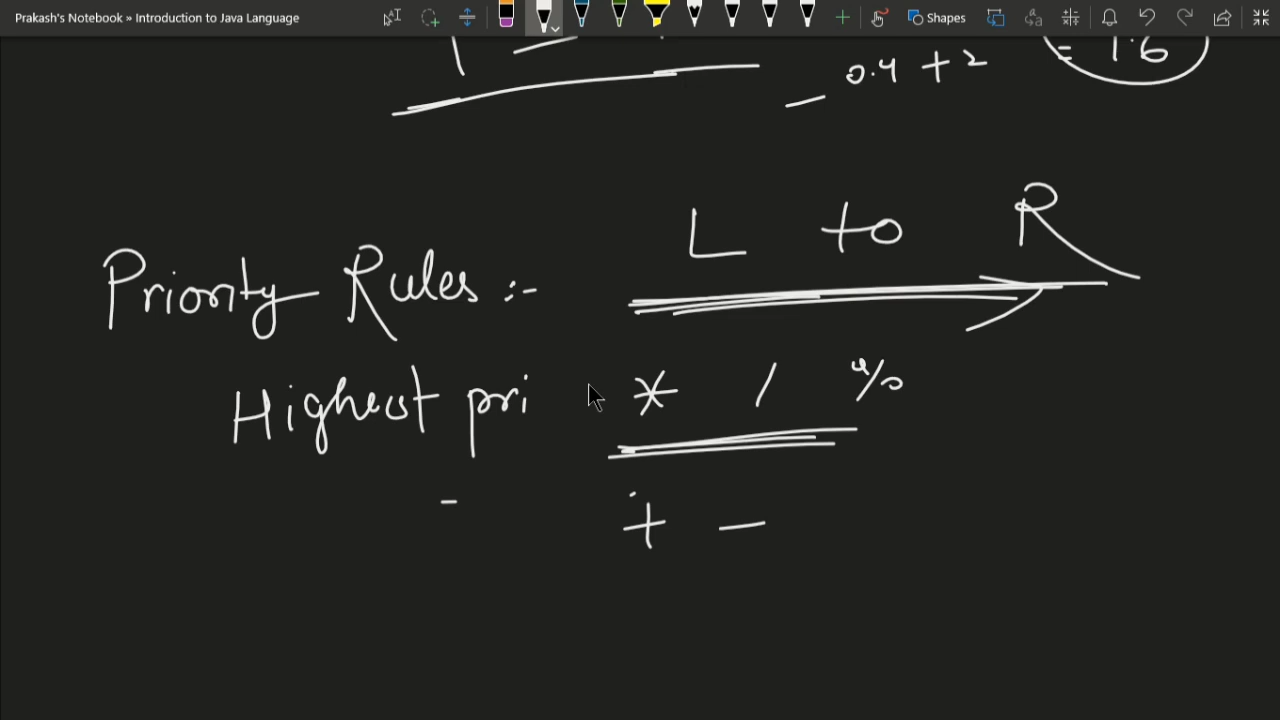 Prakash's Notebook » Introduction to Java Language
Shapes
0.4 + 2
= 1.6
L to R
Priority Rules :-
Highest pri * / %
- + -